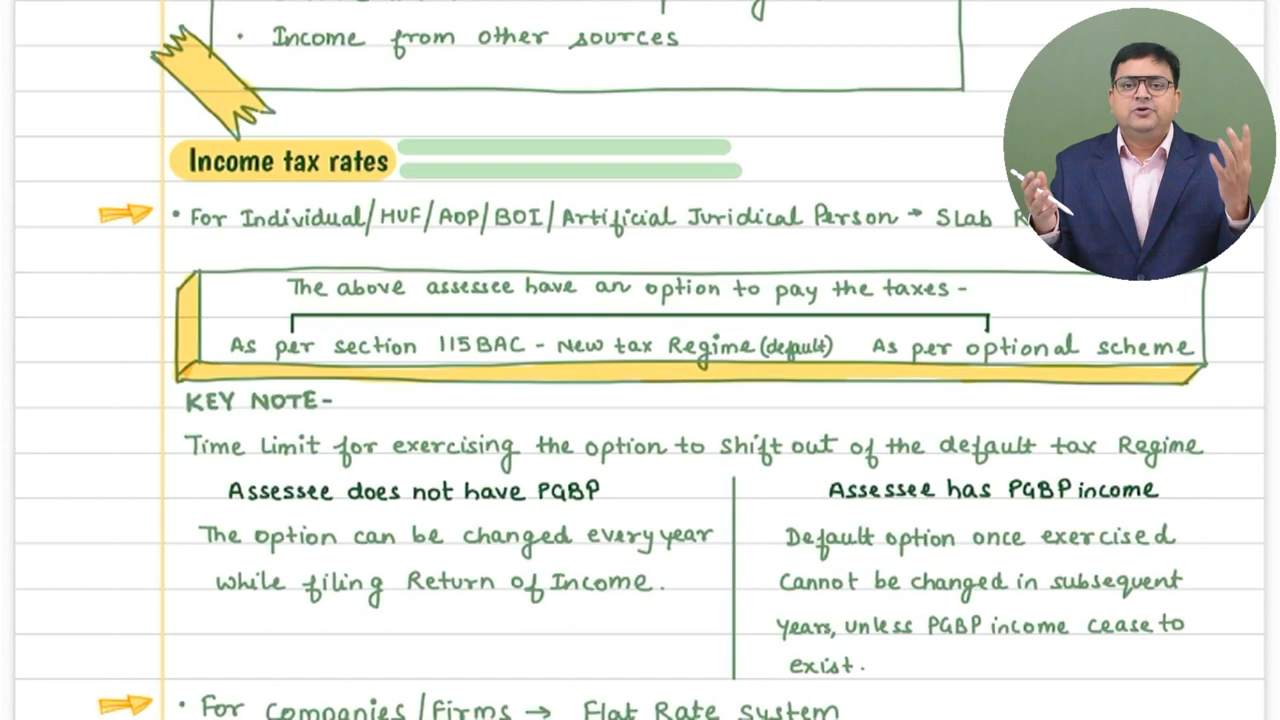 • Income from other sources
Income tax rates
• For Individual/HUF/AOP/BOI/Artificial Juridical Person → Slab
The above assessee have an option to pay the taxes -
As per section 115BAC - New tax Regime (default) As per optional scheme
KEY NOTE-
Time Limit for exercising the option to shift out of the default tax Regime
Assessee does not have PGBP
The option can be changed every year
while filing Return of Income.
Assessee has PGBP income
Default option once exercised
Cannot be changed in subsequent
years, unless PGBP income cease to
exist.
• For Companies/Firms → Flat Rate system